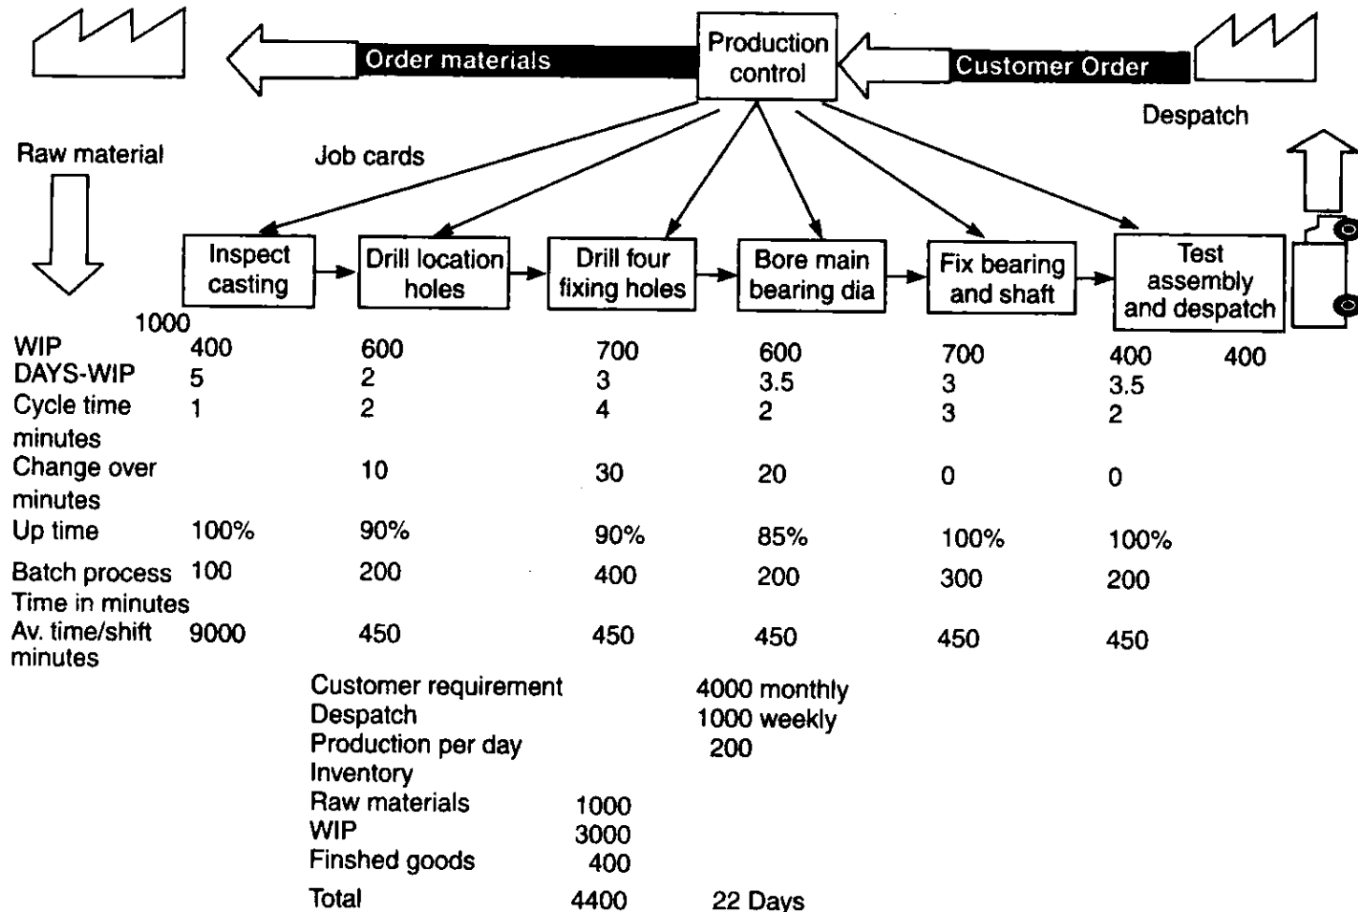 Production
control
Order materials
Customer Order
Despatch
Raw material
Job cards
Inspect
casting
Drill location
holes
Drill four
fixing holes
Bore main
bearing dia
Fix bearing
and shaft
Test
assembly
and despatch
1000
WIP 400 600 700 600 700 400 400
DAYS-WIP 5 2 3 3.5 3 3.5
Cycle time 1 2 4 2 3 2
minutes
Change over 10 30 20 0 0
minutes
Up time 100% 90% 90% 85% 100% 100%
Batch process 100 200 400 200 300 200
Time in minutes
Av. time/shift 9000 450 450 450 450 450
minutes
Customer requirement 4000 monthly
Despatch 1000 weekly
Production per day 200
Inventory
Raw materials 1000
WIP 3000
Finshed goods 400
Total 4400 22 Days